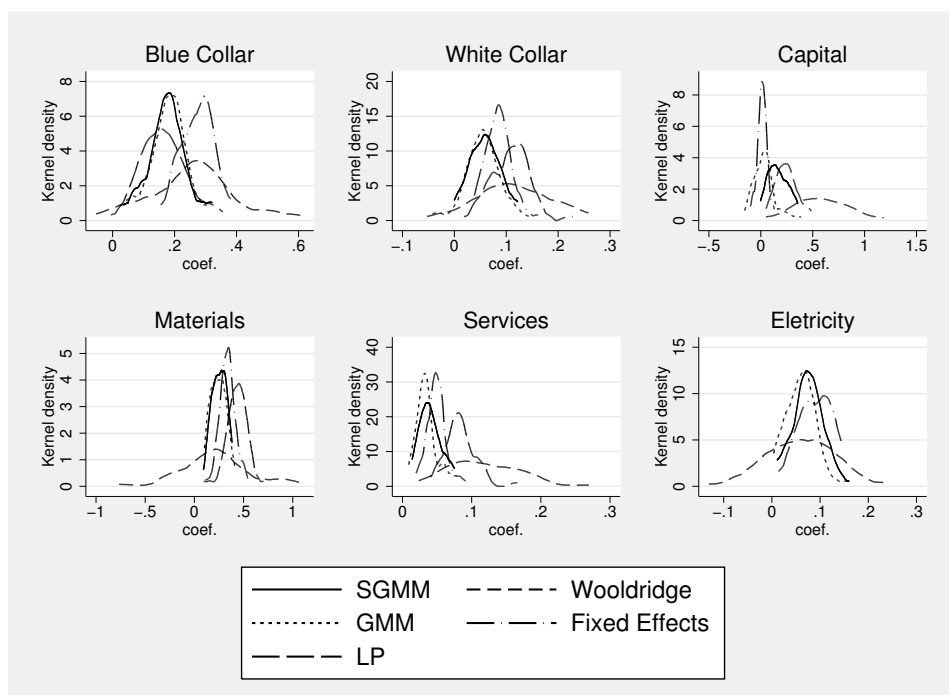 Blue Collar
Kernel density
0 2 4 6 8
0 .2 .4 .6
coef.
White Collar
Kernel density
0 5 10 15 20
−.1 0 .1 .2 .3
coef.
Capital
Kernel density
0 2 4 6 8
−.5 0 .5 1 1.5
coef.
Materials
Kernel density
0 1 2 3 4 5
−1 −.5 0 .5 1
coef.
Services
Kernel density
0 10 20 30 40
0 .1 .2 .3
coef.
Eletricity
Kernel density
0 5 10 15
−.1 0 .1 .2 .3
coef.
SGMM
GMM
LP
Wooldridge
Fixed Effects